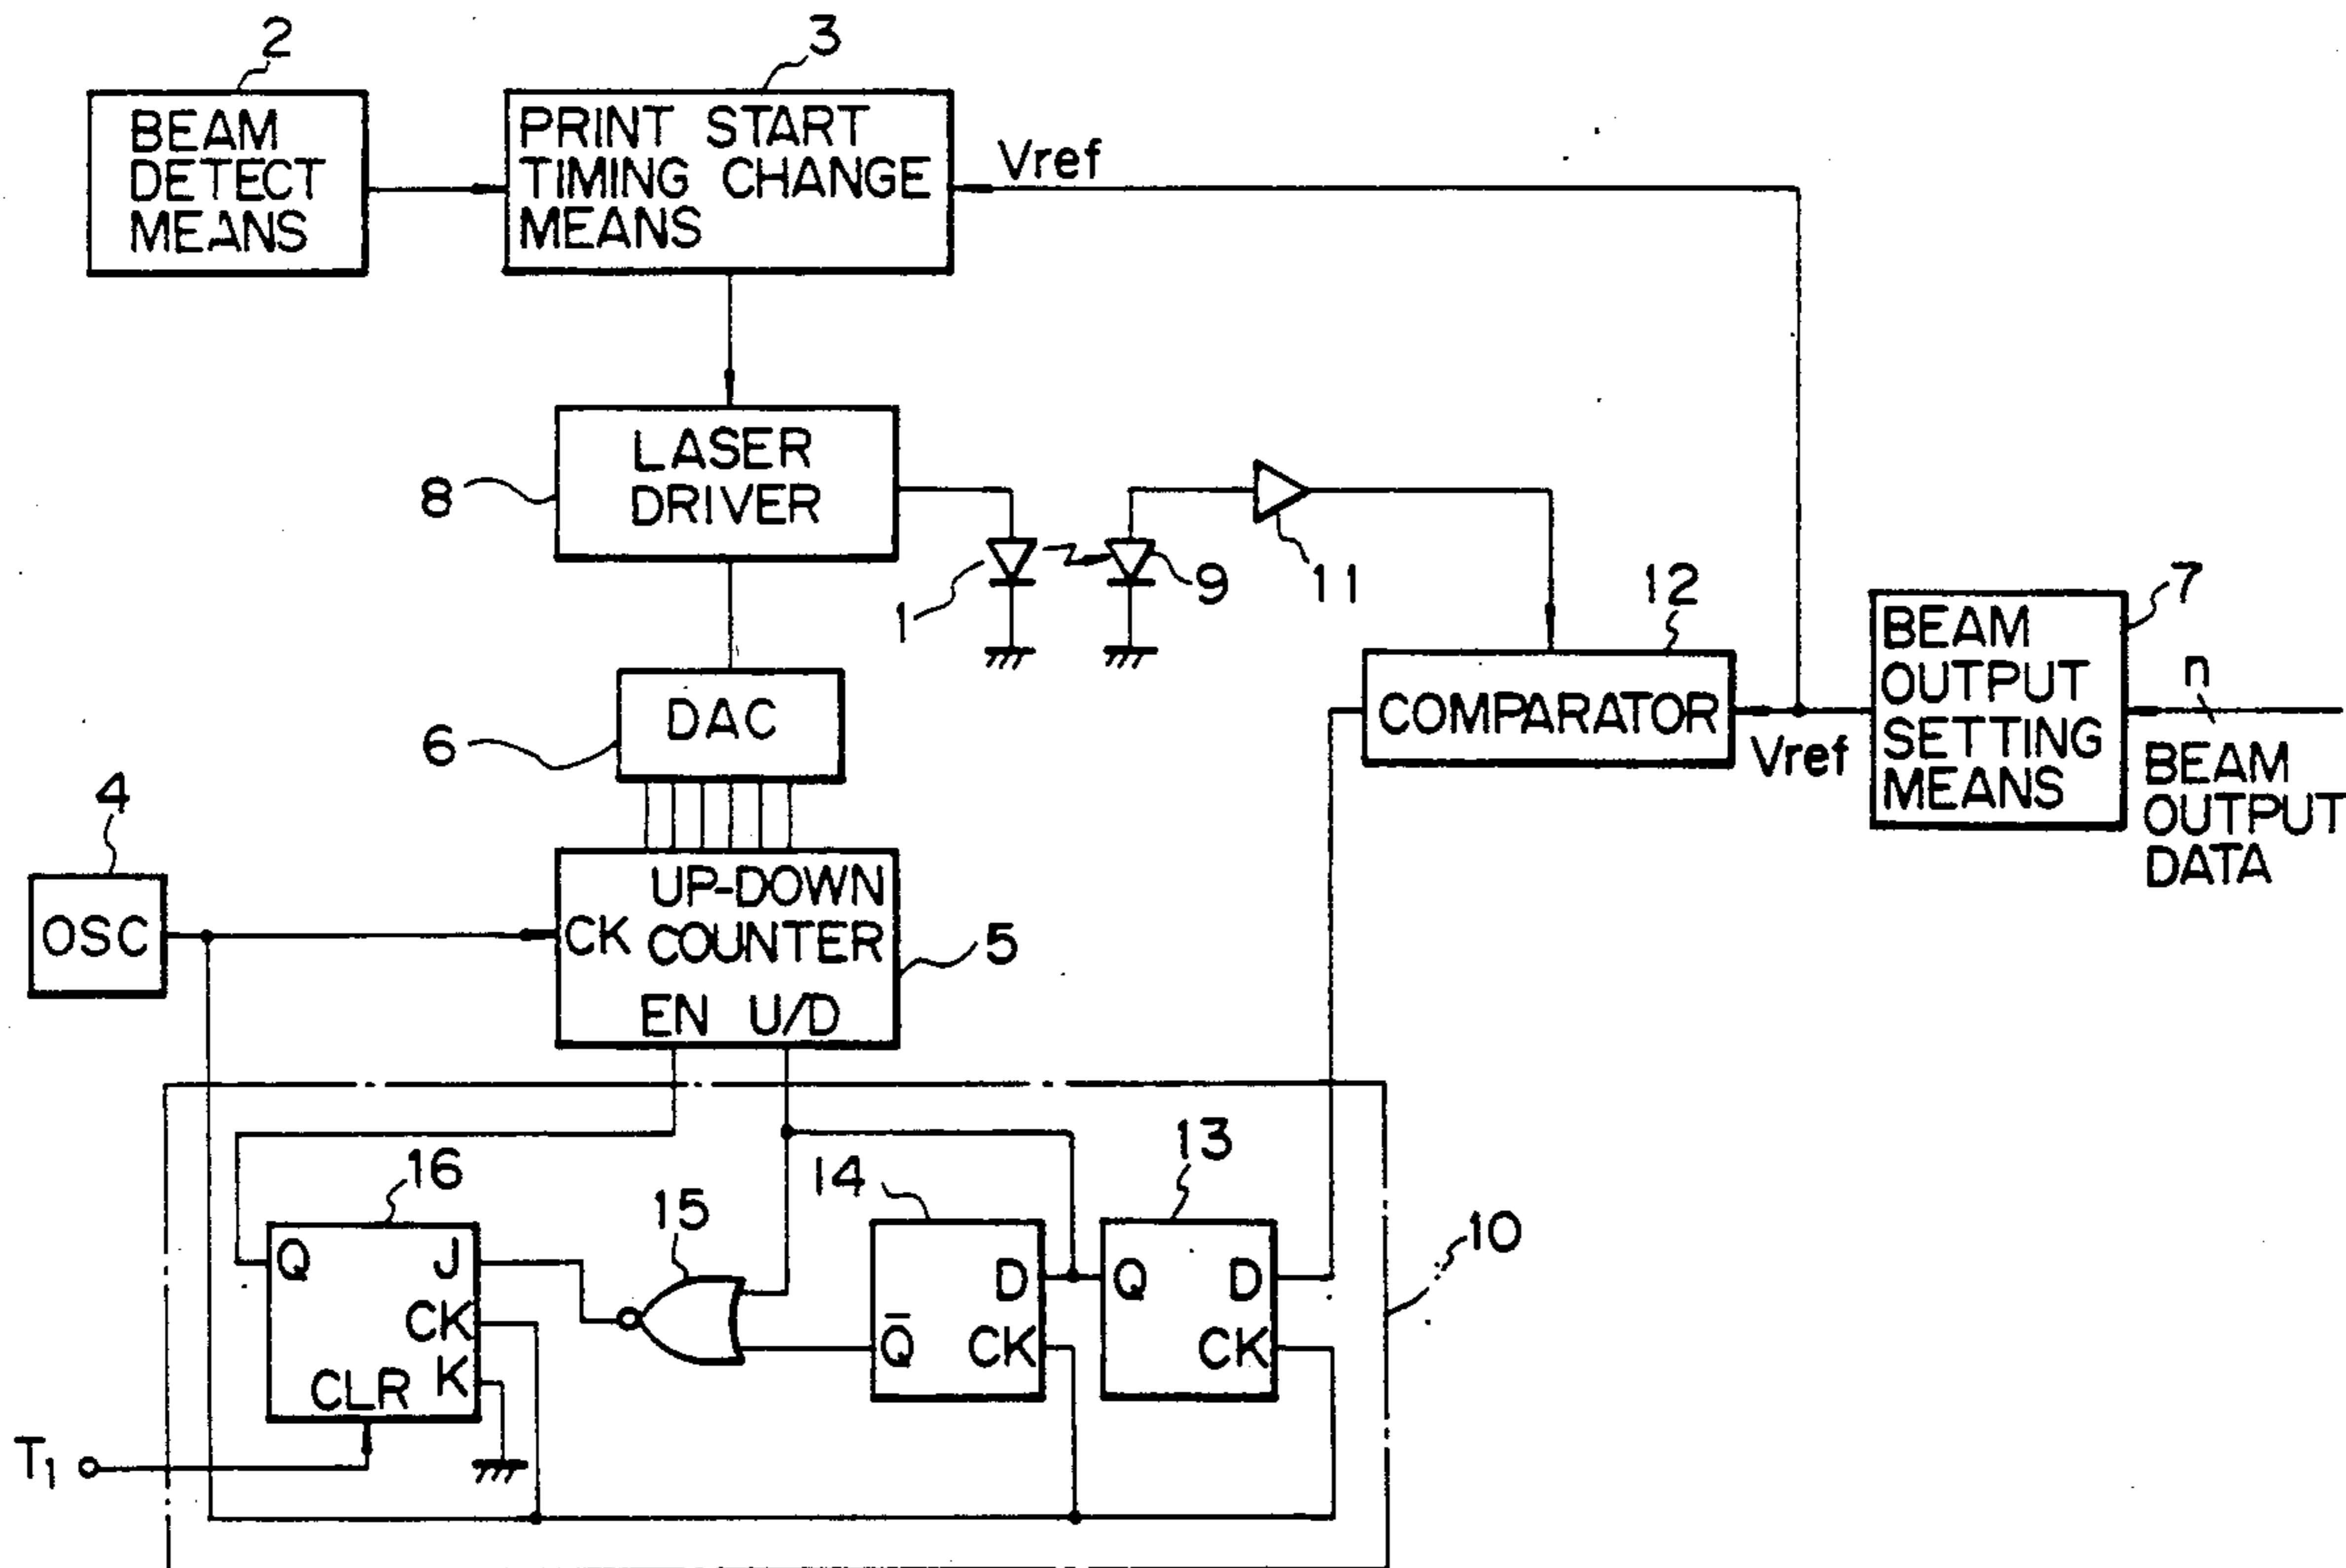 2
3
BEAM
DETECT
MEANS
PRINT START
TIMING CHANGE
MEANS
Vref
LASER
DRIVER
8
1
9
11
12
7
COMPARATOR
Vref
BEAM
OUTPUT
SETTING
MEANS
n
BEAM
OUTPUT
DATA
DAC
6
4
OSC
UP-DOWN
CK COUNTER
EN U/D
5
16
15
14
13
10
Q J
CK
K
CLR
D
Q̅
CK
Q D
CK
T₁